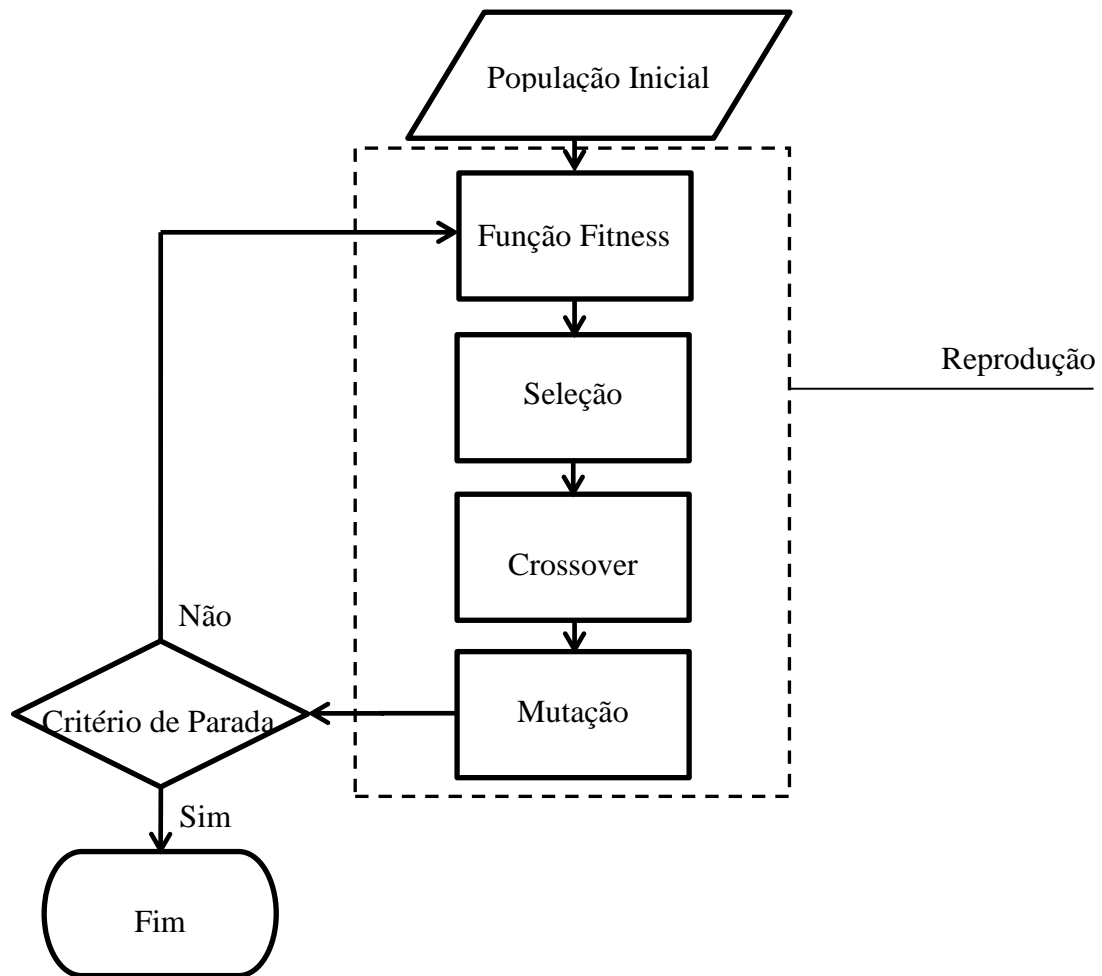 População Inicial
Função Fitness
Seleção
Reprodução
Crossover
Não
Mutação
Critério de Parada
Sim
Fim